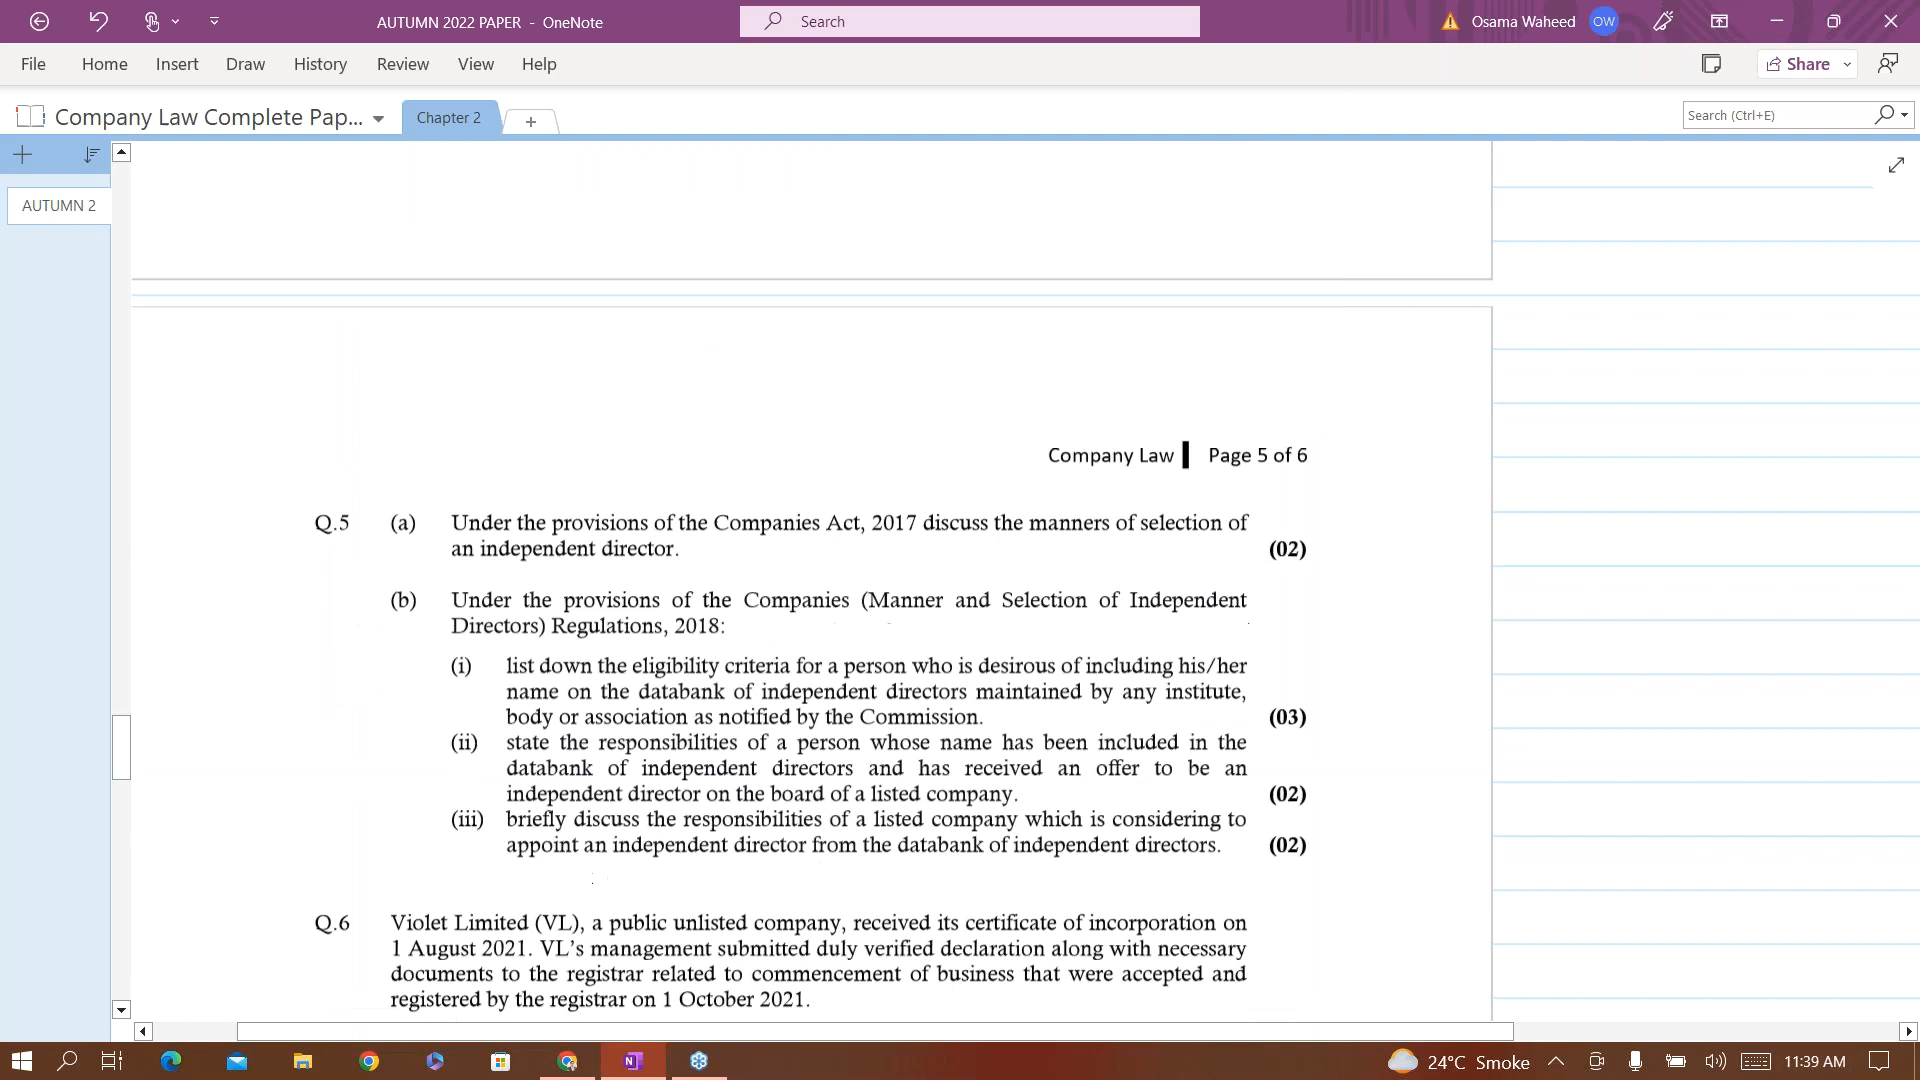 AUTUMN 2022 PAPER - OneNote
Search
Osama Waheed
OW
File Home Insert Draw History Review View Help
Share
Company Law Complete Pap...
Chapter 2
+
Search (Ctrl+E)
AUTUMN 2
Company Law Page 5 of 6
Q.5 (a) Under the provisions of the Companies Act, 2017 discuss the manners of selection of
an independent director. (02)
(b) Under the provisions of the Companies (Manner and Selection of Independent
Directors) Regulations, 2018:
(i) list down the eligibility criteria for a person who is desirous of including his/her
name on the databank of independent directors maintained by any institute,
body or association as notified by the Commission. (03)
(ii) state the responsibilities of a person whose name has been included in the
databank of independent directors and has received an offer to be an
independent director on the board of a listed company. (02)
(iii) briefly discuss the responsibilities of a listed company which is considering to
appoint an independent director from the databank of independent directors. (02)
Q.6 Violet Limited (VL), a public unlisted company, received its certificate of incorporation on
1 August 2021. VL's management submitted duly verified declaration along with necessary
documents to the registrar related to commencement of business that were accepted and
registered by the registrar on 1 October 2021.
N
24°C Smoke
11:39 AM